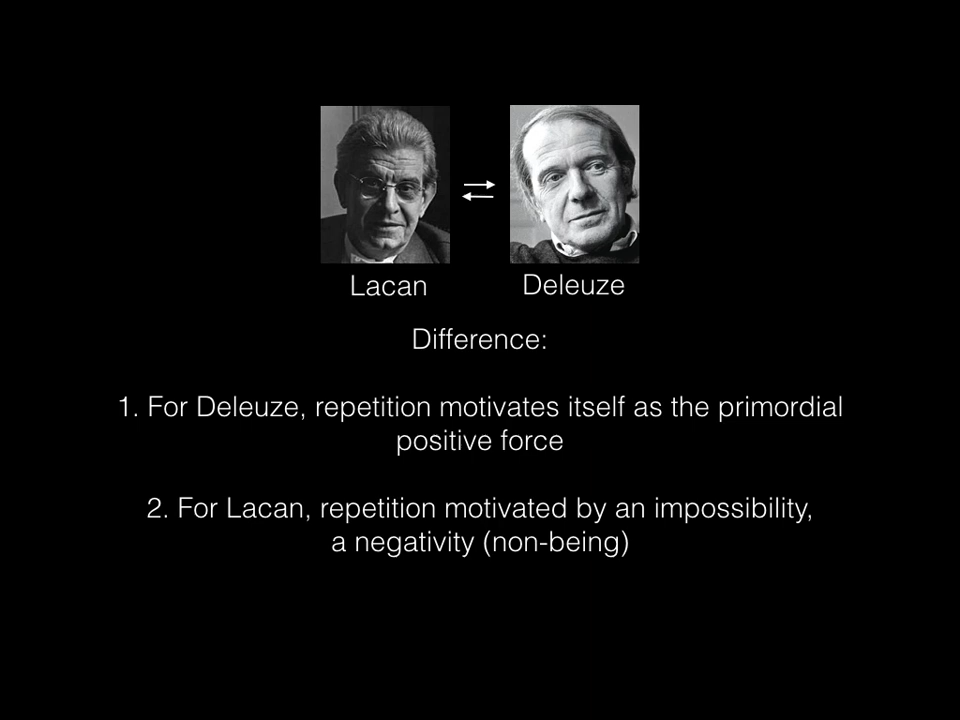 Lacan
Deleuze
Difference:
1. For Deleuze, repetition motivates itself as the primordial
positive force
2. For Lacan, repetition motivated by an impossibility,
a negativity (non-being)